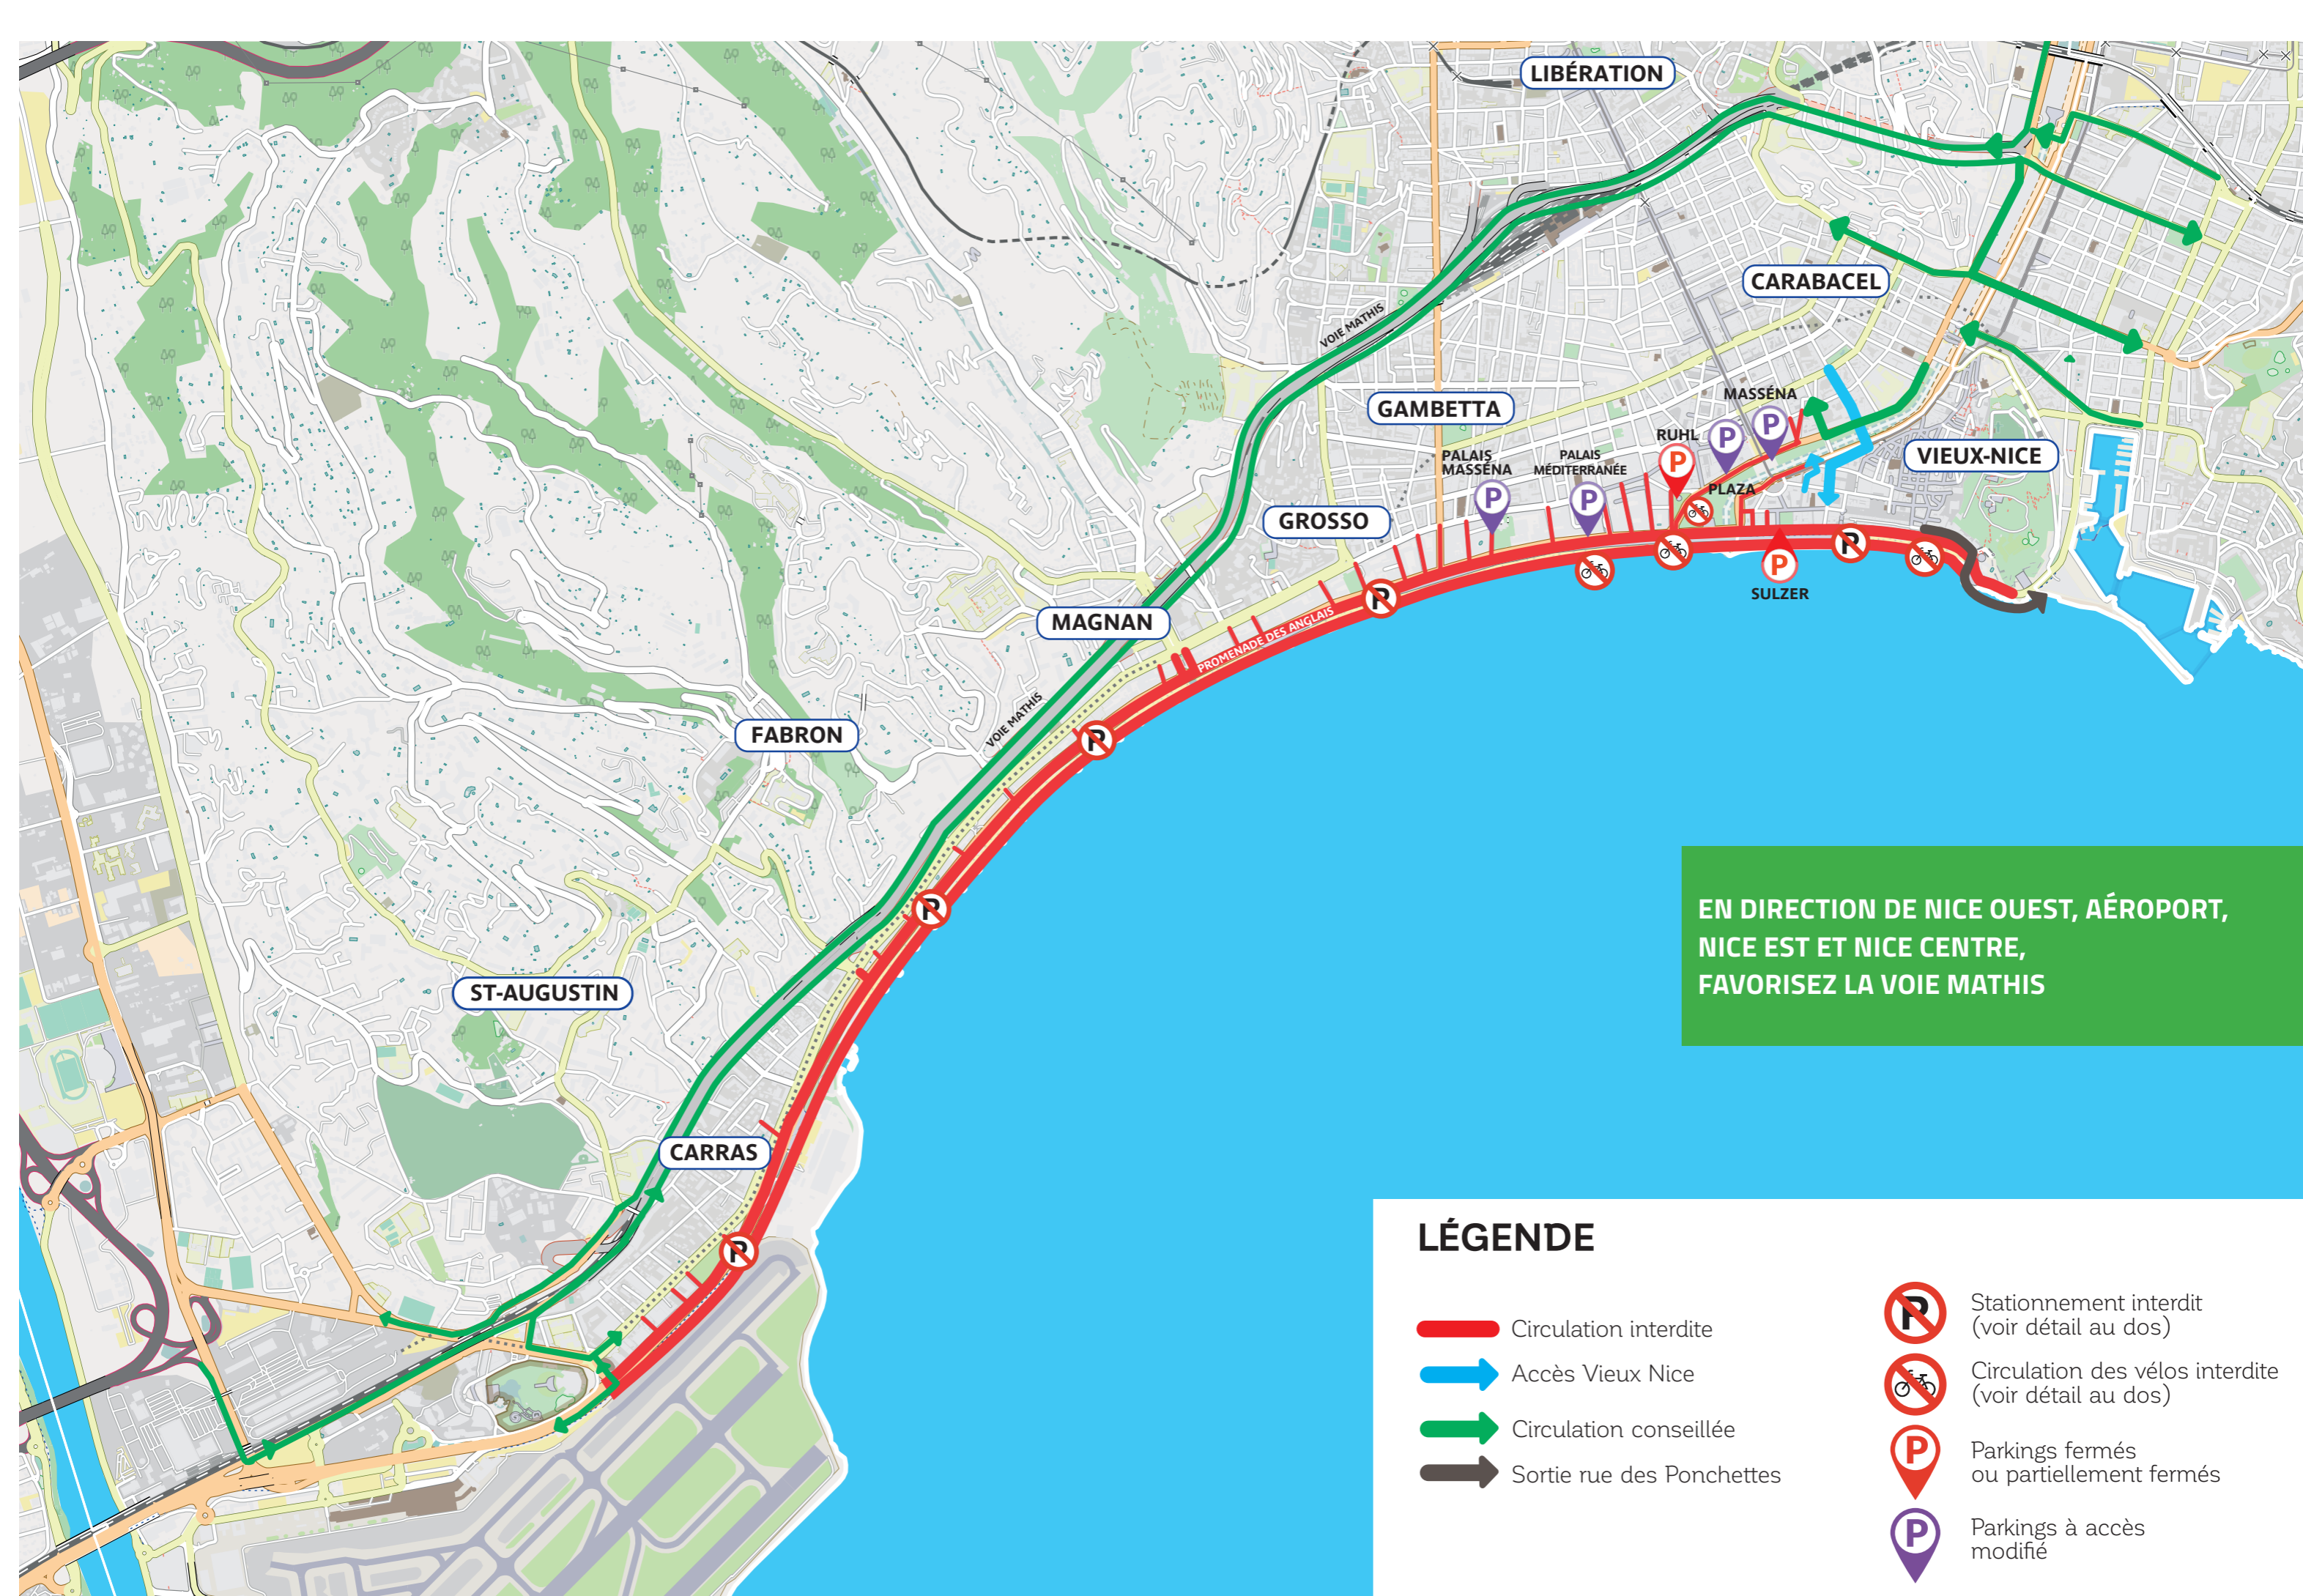 LIBÉRATION
CARABACEL
VOIE MATHIS
MASSÉNA
GAMBETTA
RUHL
P
P
P
PALAIS
MASSÉNA
PALAIS
MÉDITERRANÉE
VIEUX-NICE
P
P
PLAZA
GROSSO
P
P
SULZER
P
PROMENADE DES ANGLAIS
MAGNAN
VOIE MATHIS
FABRON
P
P
ST-AUGUSTIN
CARRAS
P
EN DIRECTION DE NICE OUEST, AÉROPORT,
NICE EST ET NICE CENTRE,
FAVORISEZ LA VOIE MATHIS
LÉGENDE
Circulation interdite
Accès Vieux Nice
Circulation conseillée
Sortie rue des Ponchettes
P
Stationnement interdit
(voir détail au dos)
Circulation des vélos interdite
(voir détail au dos)
P
Parkings fermés
ou partiellement fermés
P
Parkings à accès
modifié